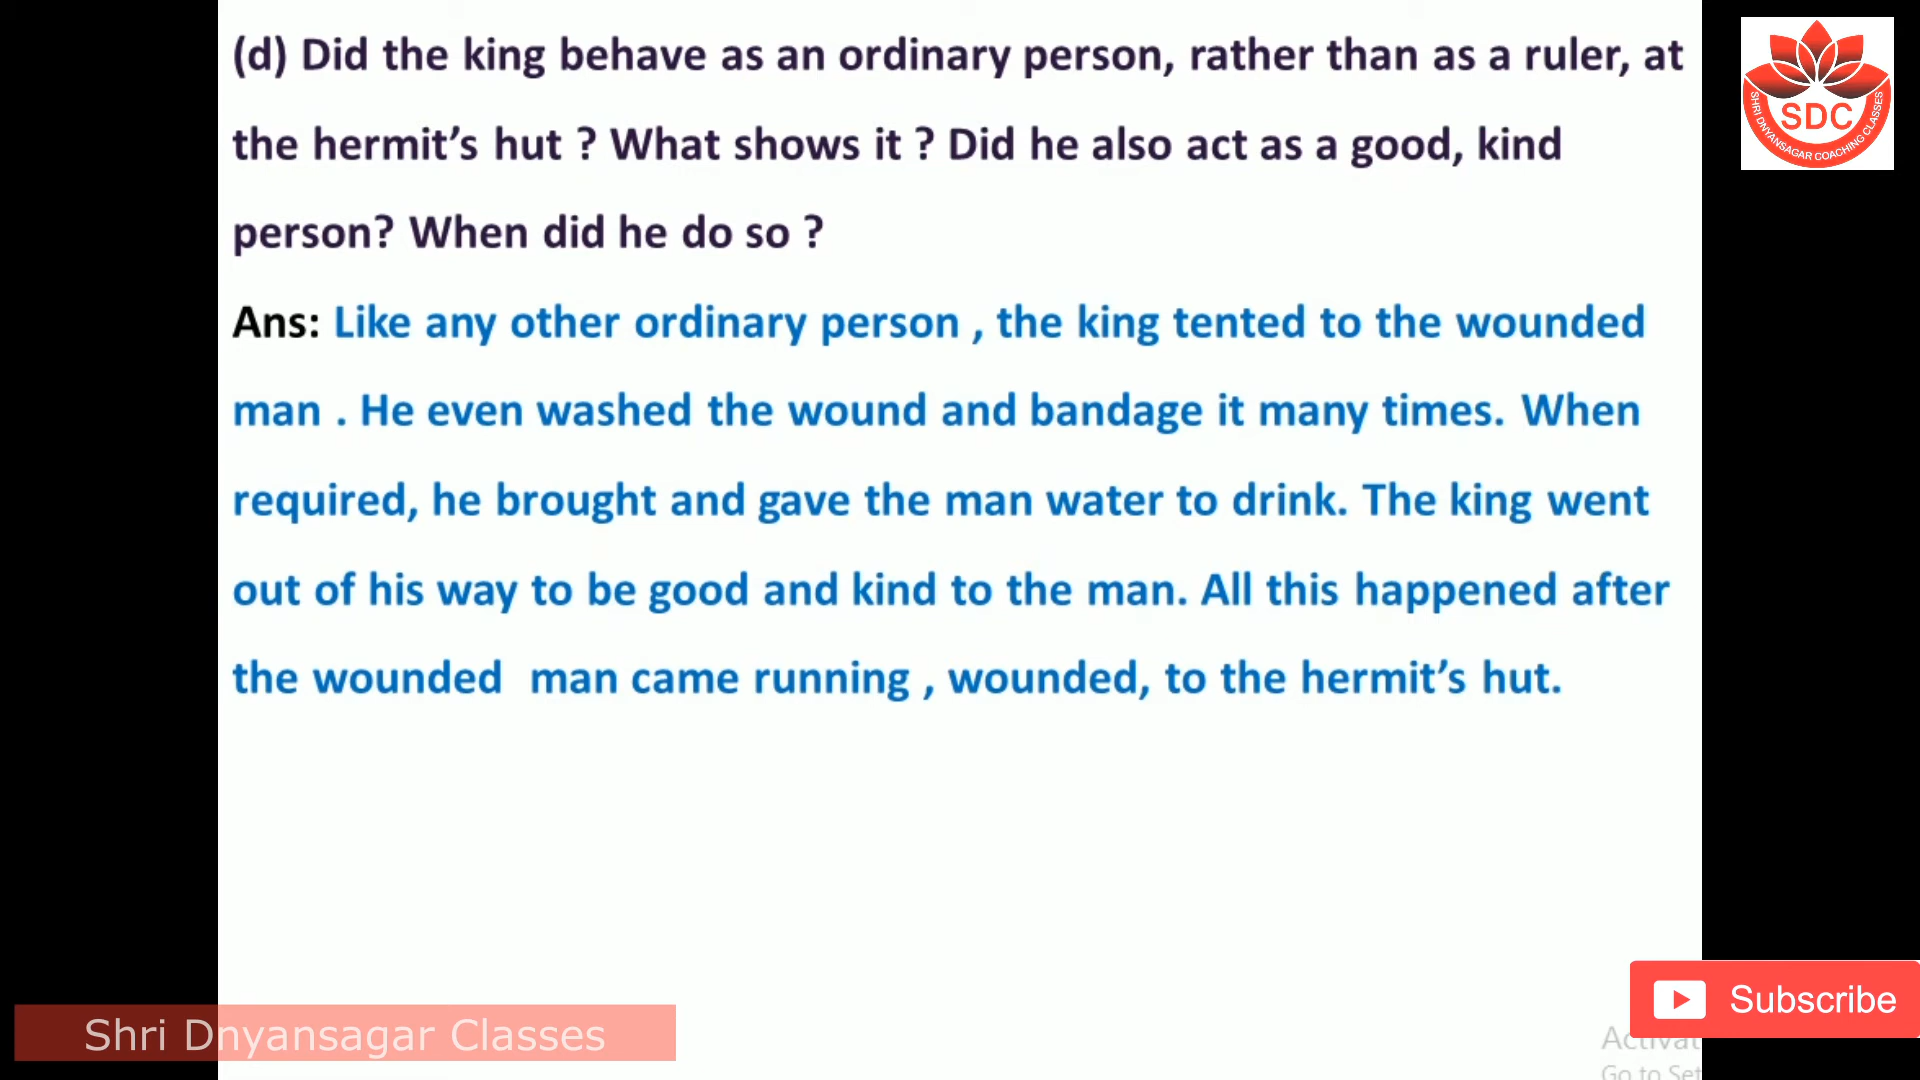 (d) Did the king behave as an ordinary person, rather than as a ruler, at
the hermit’s hut ? What shows it ? Did he also act as a good, kind
person? When did he do so ?
Ans: Like any other ordinary person , the king tented to the wounded
man . He even washed the wound and bandage it many times. When
required, he brought and gave the man water to drink. The king went
out of his way to be good and kind to the man. All this happened after
the wounded  man came running , wounded, to the hermit’s hut.
SDC
SHRI DNYANSAGAR COACHING CLASSES
Subscribe
Shri Dnyansagar Classes
Go to